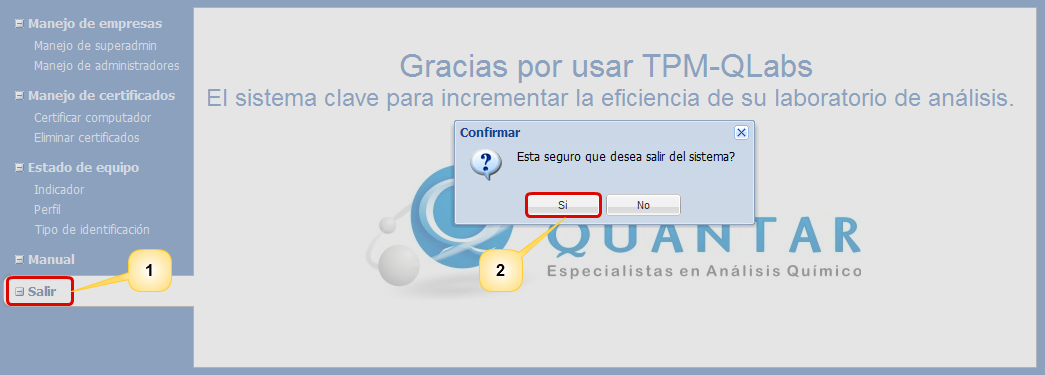 Manejo de empresas
Manejo de superadmin
Manejo de administradores
Manejo de certificados
Certificar computador
Eliminar certificados
Estado de equipo
Indicador
Perfil
Tipo de identificación
Manual
Salir
1
Gracias por usar TPM-QLabs
El sistema clave para incrementar la eficiencia de su laboratorio de análisis.
Confirmar
?
Esta seguro que desea salir del sistema?
Si
No
2
QUANTAR
Especialistas en Análisis Químico